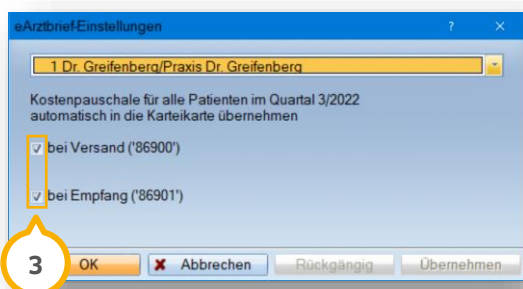 eArztbrief-Einstellungen ? ×
1 Dr. Greifenberg/Praxis Dr. Greifenberg
Kostenpauschale für alle Patienten im Quartal 3/2022
automatisch in die Karteikarte übernehmen
bei Versand ('86900')
bei Empfang ('86901')
3 OK Abbrechen Rückgängig Übernehmen